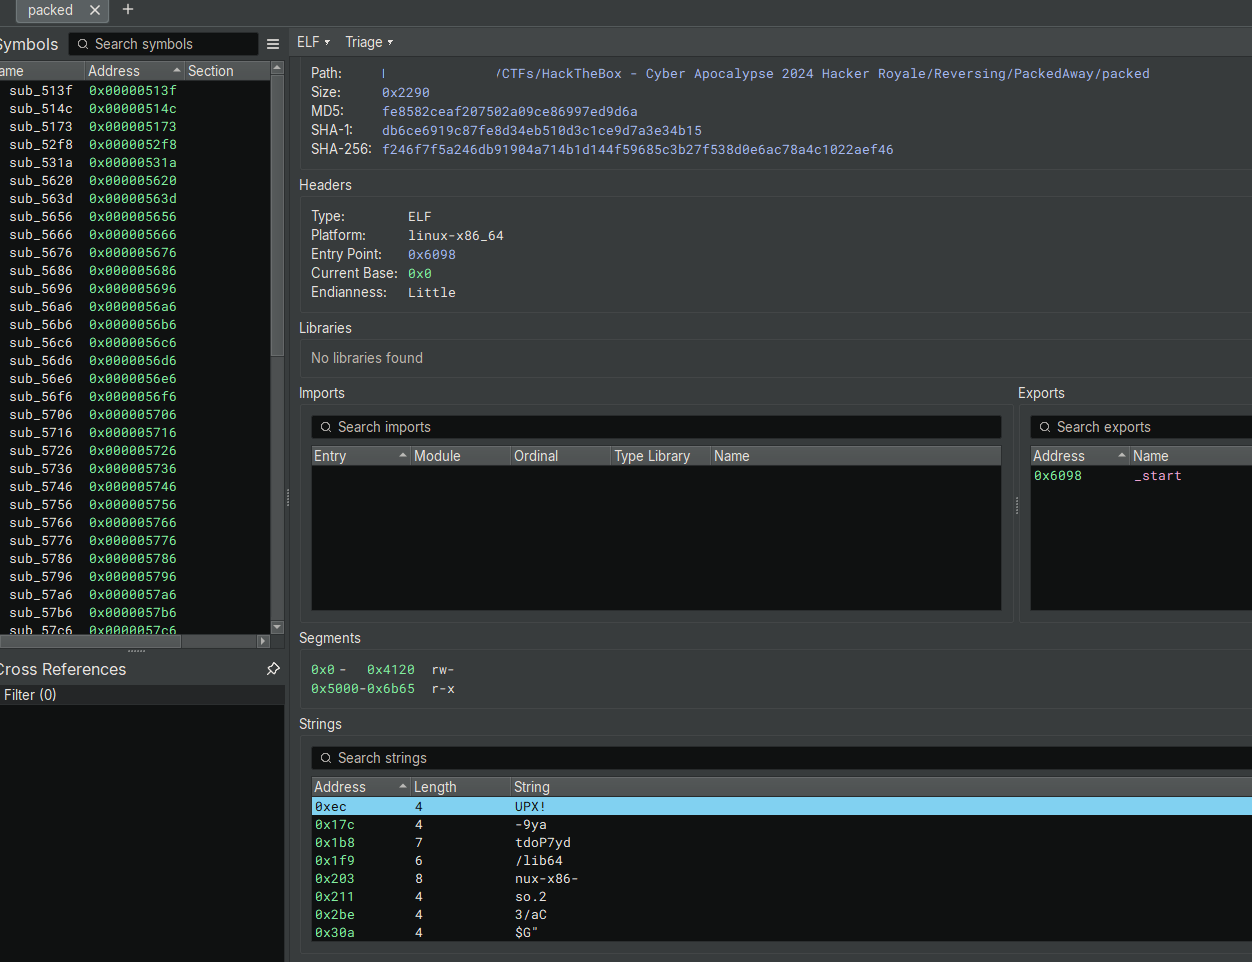 packed
Symbols Search symbols
ame Address Section
sub_513f 0x0000513f
sub_514c 0x0000514c
sub_5173 0x00005173
sub_52f8 0x000052f8
sub_531a 0x0000531a
sub_5620 0x00005620
sub_563d 0x0000563d
sub_5656 0x00005656
sub_5666 0x00005666
sub_5676 0x00005676
sub_5686 0x00005686
sub_5696 0x00005696
sub_56a6 0x000056a6
sub_56b6 0x000056b6
sub_56c6 0x000056c6
sub_56d6 0x000056d6
sub_56e6 0x000056e6
sub_56f6 0x000056f6
sub_5706 0x00005706
sub_5716 0x00005716
sub_5726 0x00005726
sub_5736 0x00005736
sub_5746 0x00005746
sub_5756 0x00005756
sub_5766 0x00005766
sub_5776 0x00005776
sub_5786 0x00005786
sub_5796 0x00005796
sub_57a6 0x000057a6
sub_57b6 0x000057b6
sub_57c6 0x000057c6
Cross References
Filter (0)
ELF Triage
Path: /CTFs/HackTheBox - Cyber Apocalypse 2024 Hacker Royale/Reversing/PackedAway/packed
Size: 0x2290
MD5: fe8582ceaf207502a09ce86997ed9d6a
SHA-1: db6ce6919c87fe8d34eb510d3c1ce9d7a3e34b15
SHA-256: f246f7f5a246db91904a714b1d144f59685c3b27f538d0e6ac78a4c1022aef46
Headers
Type: ELF
Platform: linux-x86_64
Entry Point: 0x6098
Current Base: 0x0
Endianness: Little
Libraries
No libraries found
Imports
Search imports
Entry Module Ordinal Type Library Name
Exports
Search exports
Address Name
0x6098 _start
Segments
0x0 - 0x4120 rw-
0x5000-0x6b65 r-x
Strings
Search strings
Address Length String
0xec 4 UPX!
0x17c 4 -9ya
0x1b8 7 tdoP7yd
0x1f9 6 /lib64
0x203 8 nux-x86-
0x211 4 so.2
0x2be 4 3/aC
0x30a 4 $G"